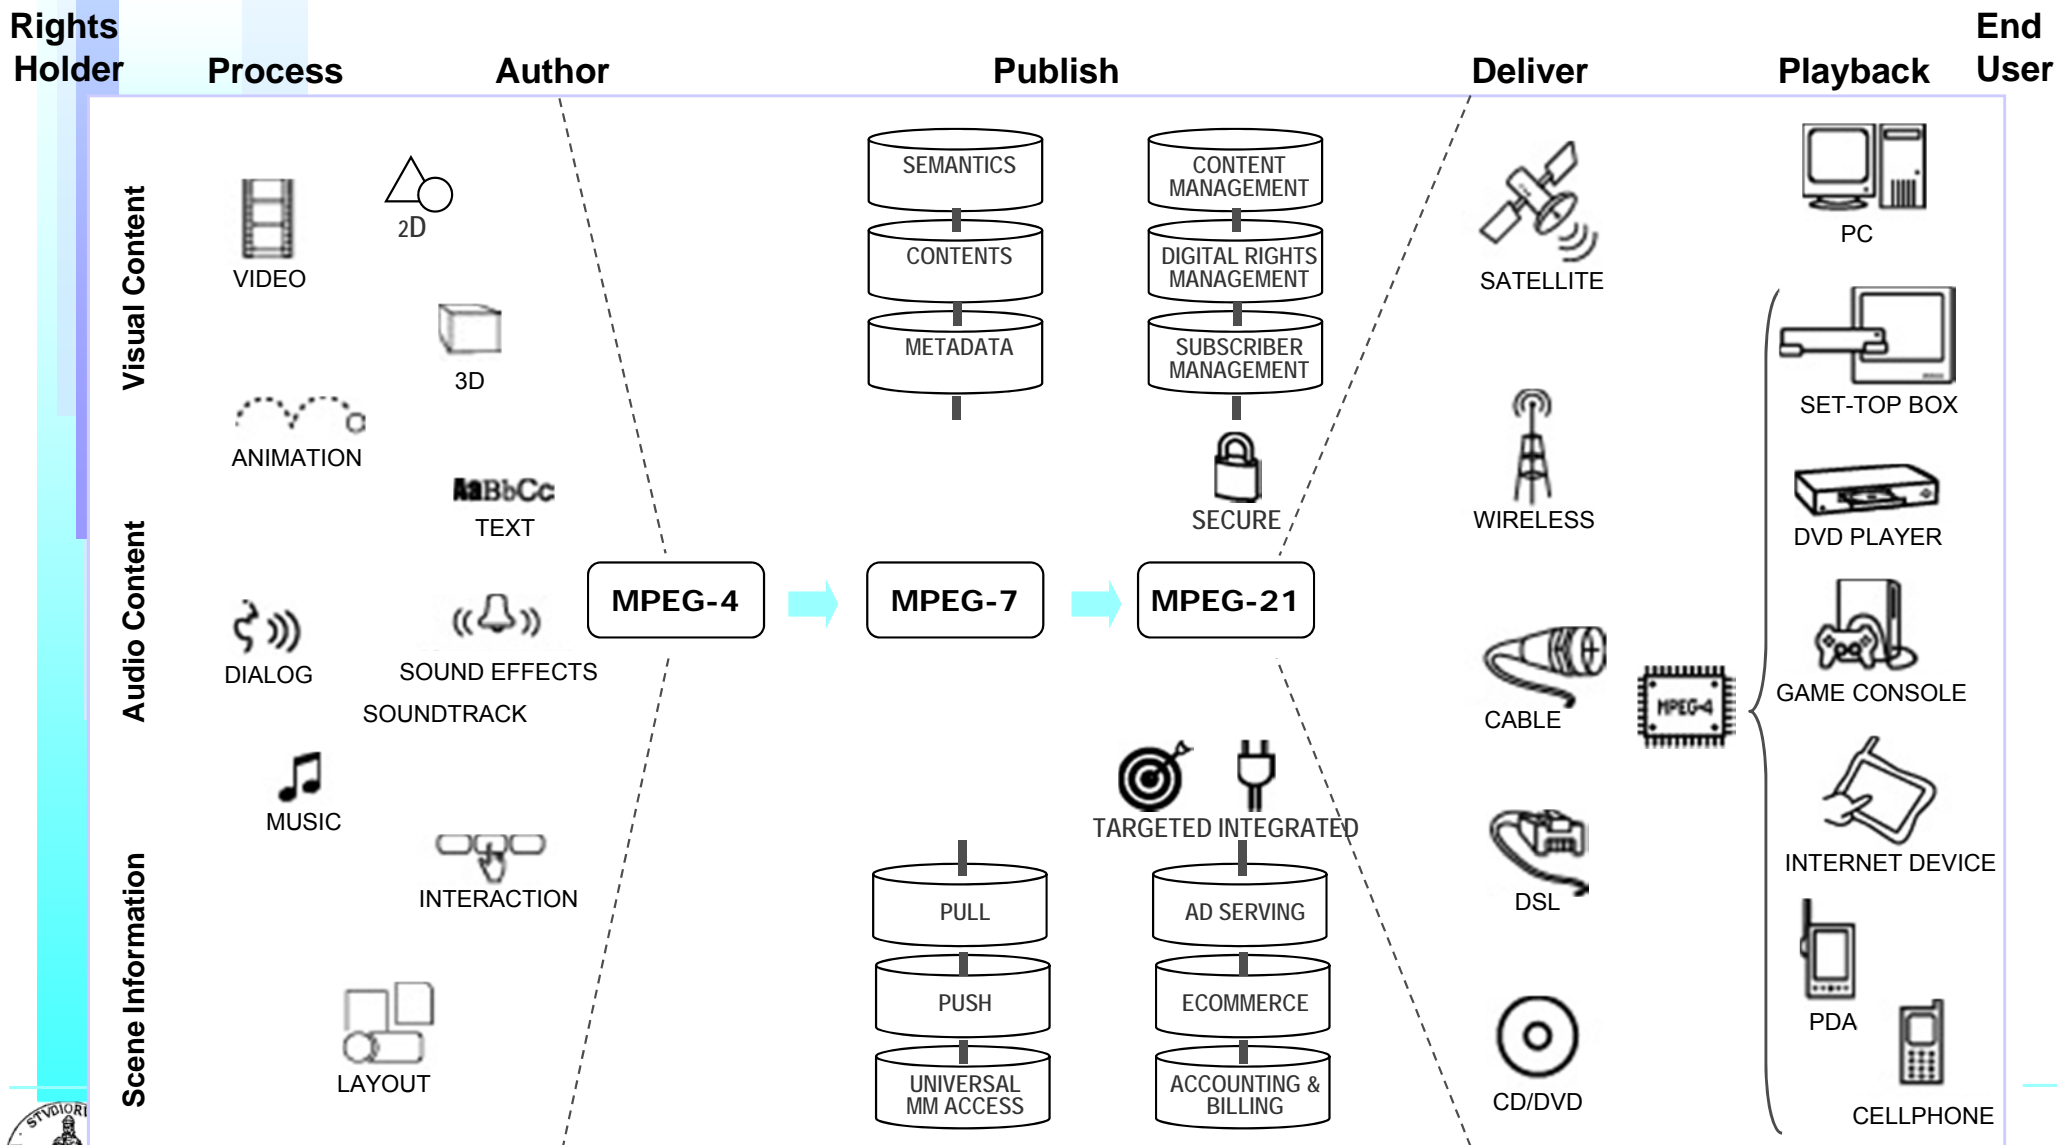 Rights
Holder
Process
Author
Publish
Deliver
Playback
End
User
Visual Content
VIDEO
2D
3D
ANIMATION
AaBbCc
TEXT
Audio Content
DIALOG
SOUND EFFECTS
SOUNDTRACK
MUSIC
Scene Information
INTERACTION
LAYOUT
MPEG-4
MPEG-7
MPEG-21
SEMANTICS
CONTENTS
METADATA
CONTENT
MANAGEMENT
DIGITAL RIGHTS
MANAGEMENT
SUBSCRIBER
MANAGEMENT
SECURE
TARGETED
INTEGRATED
PULL
PUSH
UNIVERSAL
MM ACCESS
AD SERVING
ECOMMERCE
ACCOUNTING &
BILLING
SATELLITE
WIRELESS
CABLE
DSL
CD/DVD
MPEG-4
PC
SET-TOP BOX
DVD PLAYER
GAME CONSOLE
INTERNET DEVICE
PDA
CELLPHONE